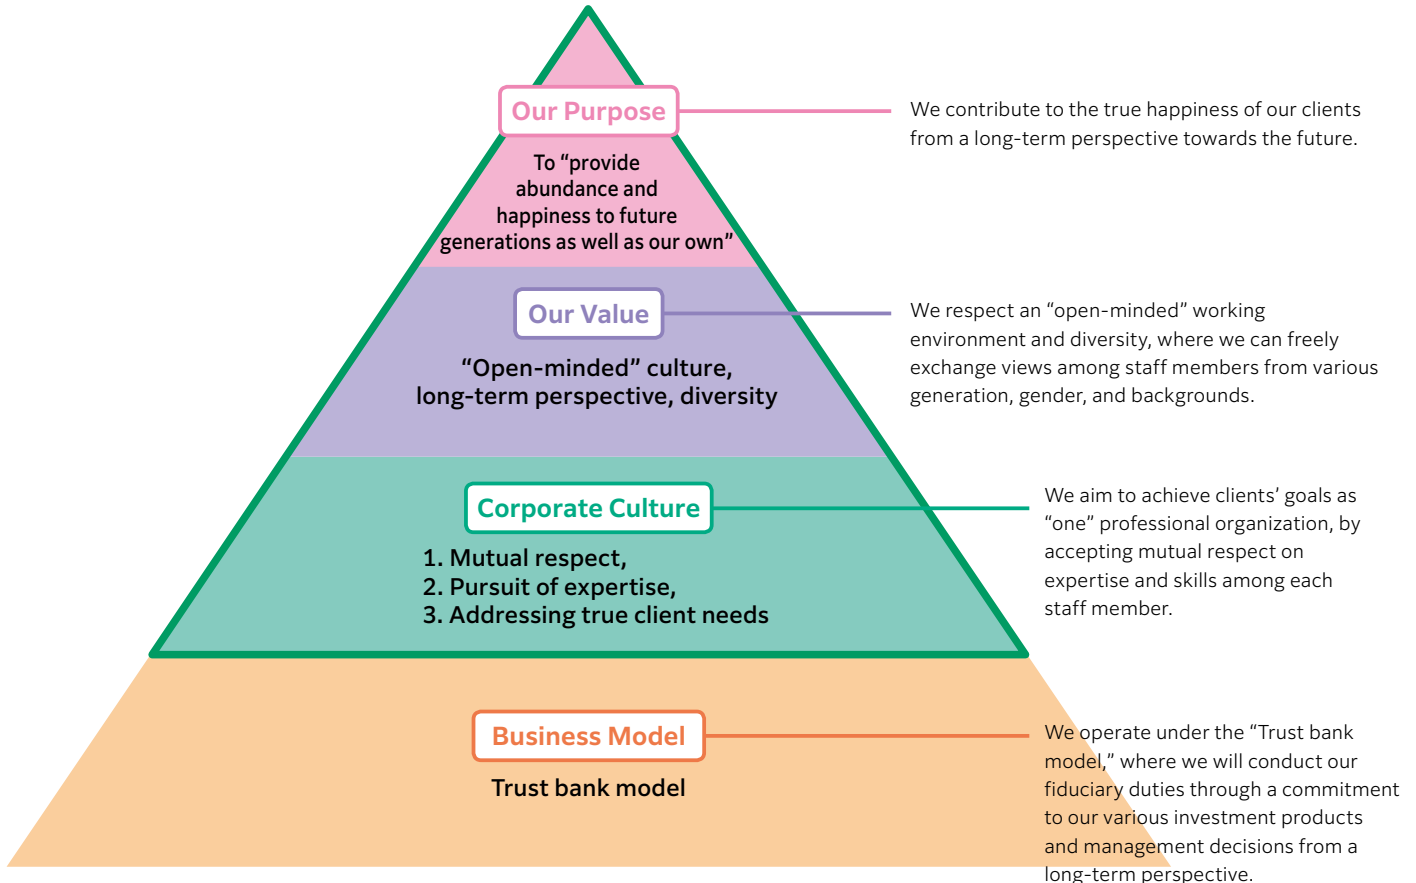 Our Purpose
We contribute to the true happiness of our clients
from a long-term perspective towards the future.
To “provide
abundance and
happiness to future
generations as well as our own”
Our Value
We respect an “open-minded” working
environment and diversity, where we can freely
exchange views among staff members from various
generation, gender, and backgrounds.
“Open-minded” culture,
long-term perspective, diversity
Corporate Culture
We aim to achieve clients’ goals as
“one” professional organization, by
accepting mutual respect on
expertise and skills among each
staff member.
1. Mutual respect,
2. Pursuit of expertise,
3. Addressing true client needs
Business Model
We operate under the “Trust bank
model,” where we will conduct our
fiduciary duties through a commitment
to our various investment products
and management decisions from a
long-term perspective.
Trust bank model